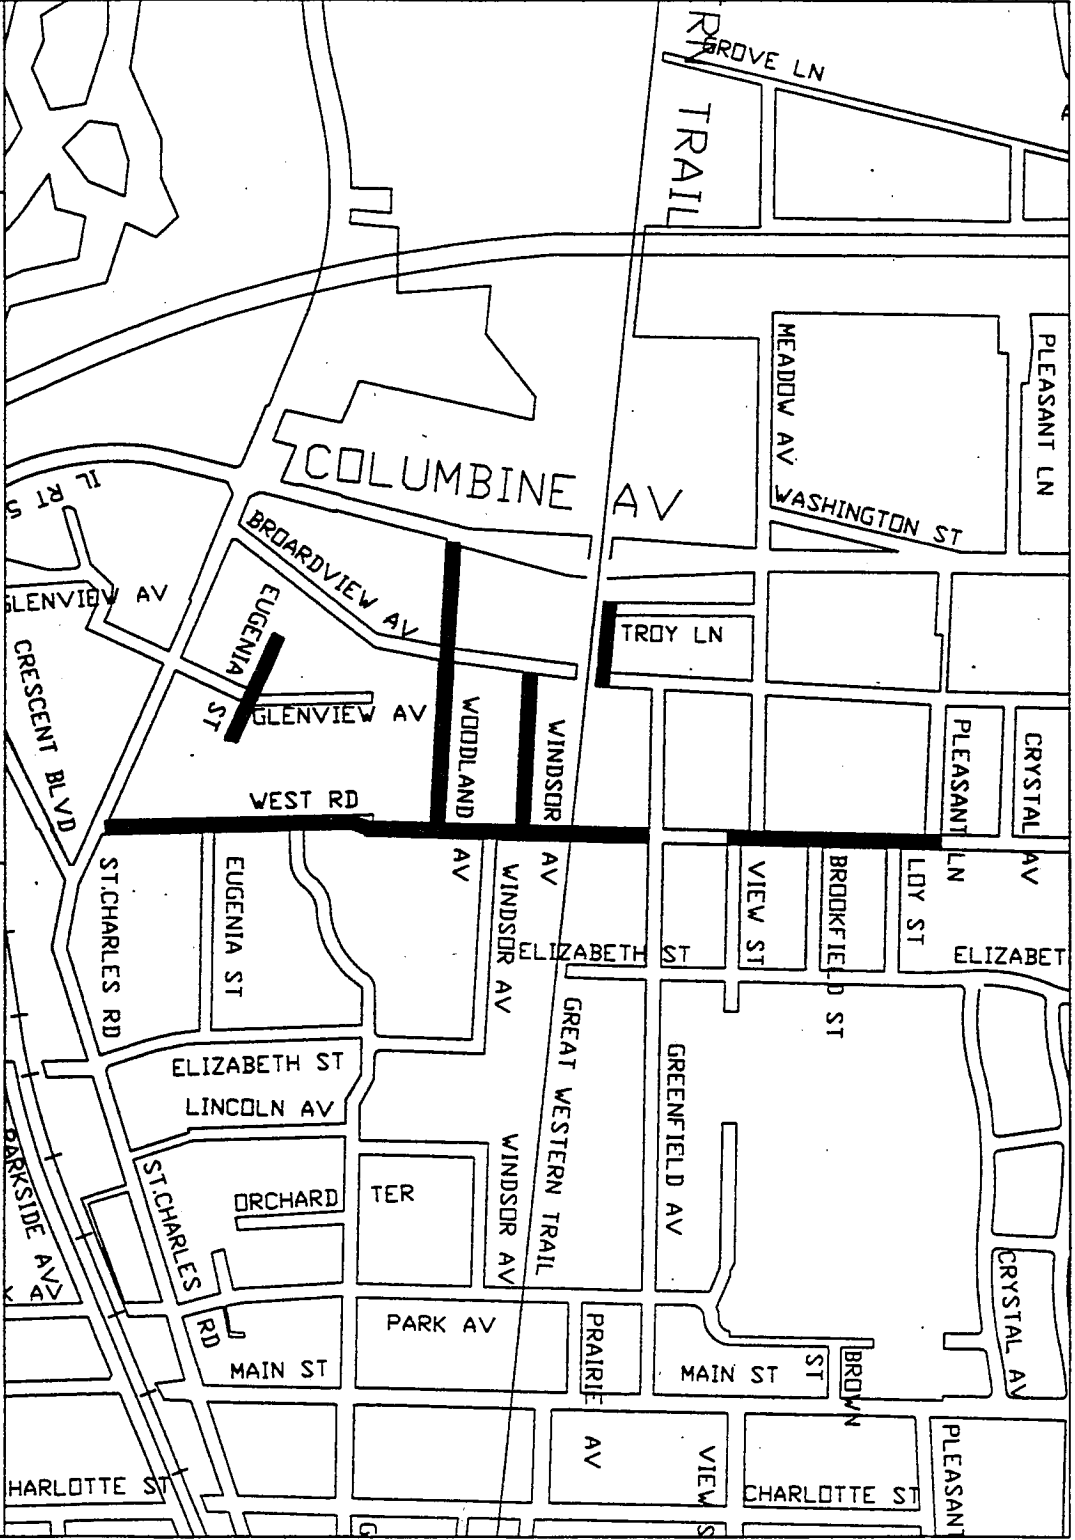 RN TRAIL
GROVE LN
MEADOW AV
PLEASANT LN
COLUMBINE AV
WASHINGTON ST
IL RT 5
BROARDVIEW AV
GLENVIEW AV
EUGENIA ST
TROY LN
GLENVIEW AV
CRESCENT BLVD
WOODLAND AV
WINDSOR AV
PLEASANT LN
CRYSTAL AV
WEST RD
ST.CHARLES RD
EUGENIA ST
WINDSOR AV
VIEW ST
BROOKFIELD ST
LOY ST
ELIZABETH ST
ELIZABET
GREAT WESTERN TRAIL
GREENFIELD AV
ELIZABETH ST
LINCOLN AV
PARKSIDE AV
ST.CHARLES RD
ORCHARD TER
WINDSOR AV
CRYSTAL AV
K AV
PARK AV
PRAIRIE AV
MAIN ST
MAIN ST
BROWN ST
VIEW S
PLEASAN
HARLOTTE ST
CHARLOTTE ST
G